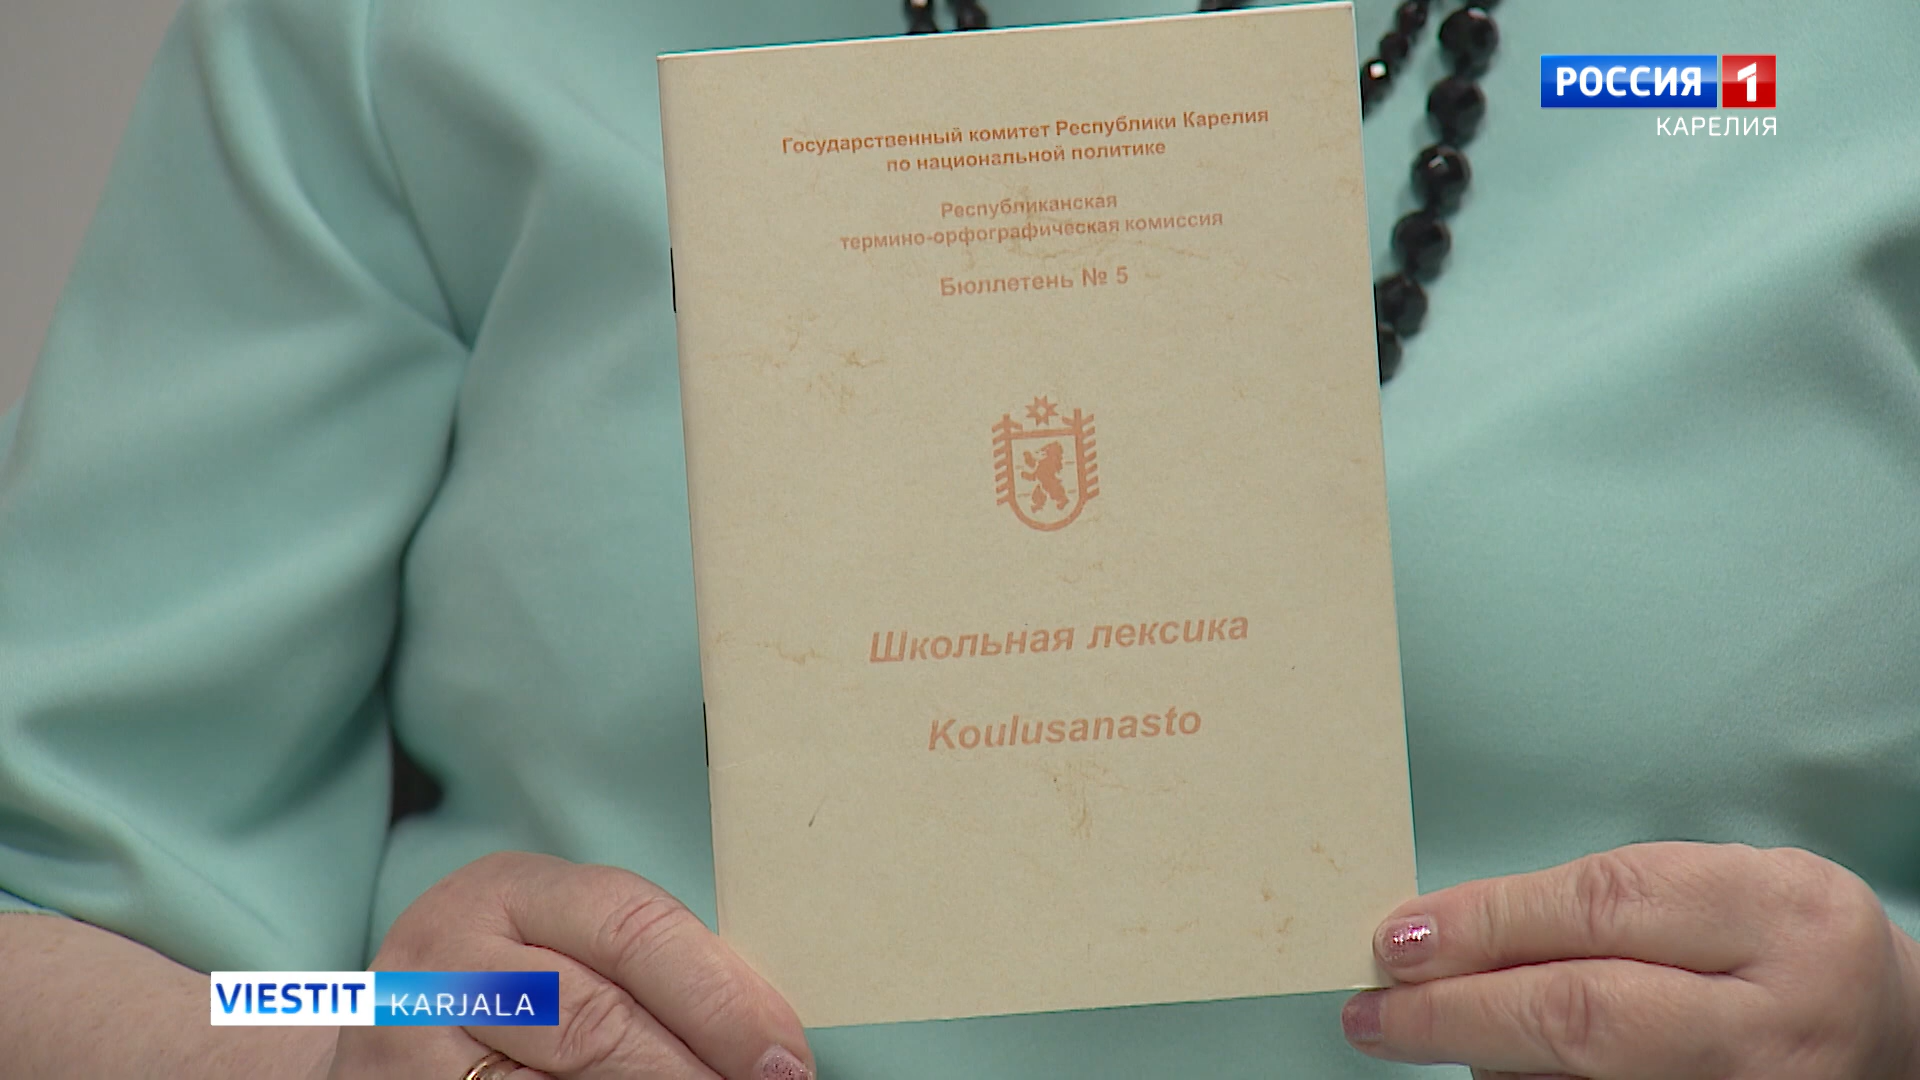 РОССИЯ 1
КАРЕЛИЯ
Государственный комитет Республики Карелия
по национальной политике
Республиканская
термино-орфографическая комиссия
Бюллетень № 5
Школьная лексика
Koulusanasto
VIESTIT KARJALA